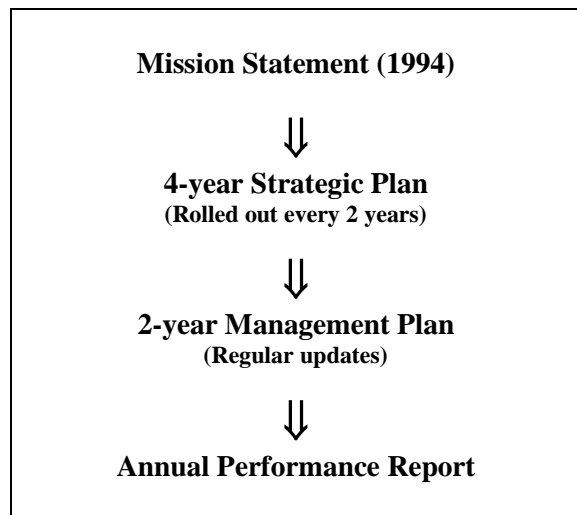 Mission Statement (1994)
⇓
4-year Strategic Plan
(Rolled out every 2 years)
⇓
2-year Management Plan
(Regular updates)
⇓
Annual Performance Report